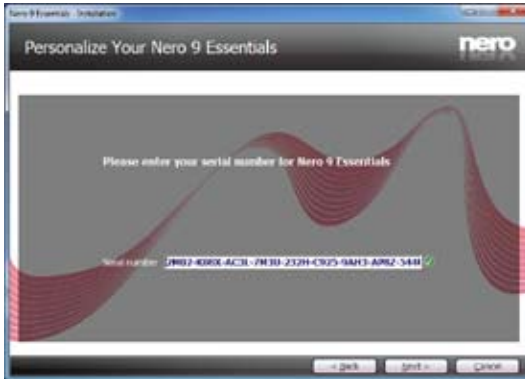 Nero 9 Essentials - Installation
Personalize Your Nero 9 Essentials
nero
Please enter your serial number for Nero 9 Essentials
Serial number
< Back
Next >
Cancel